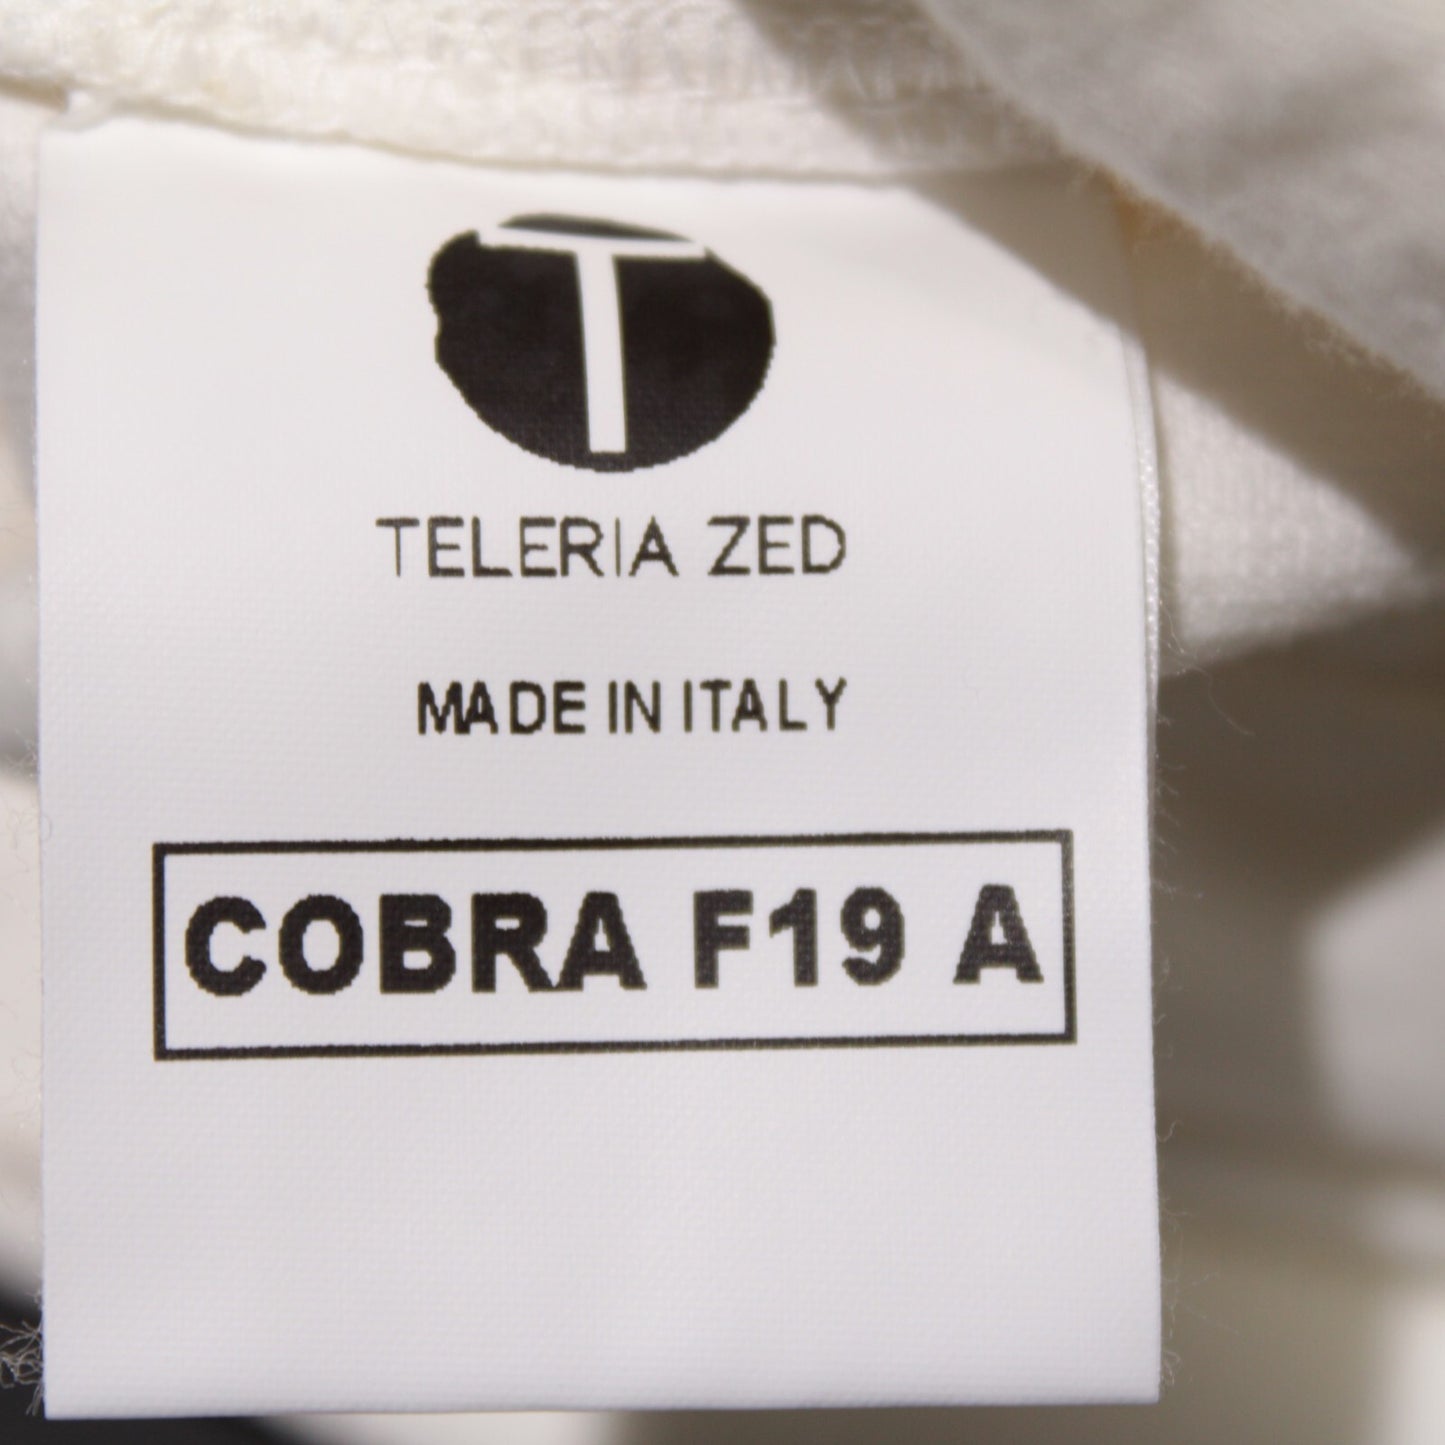 T
TELERIA ZED
MADE IN ITALY
COBRA F19 A